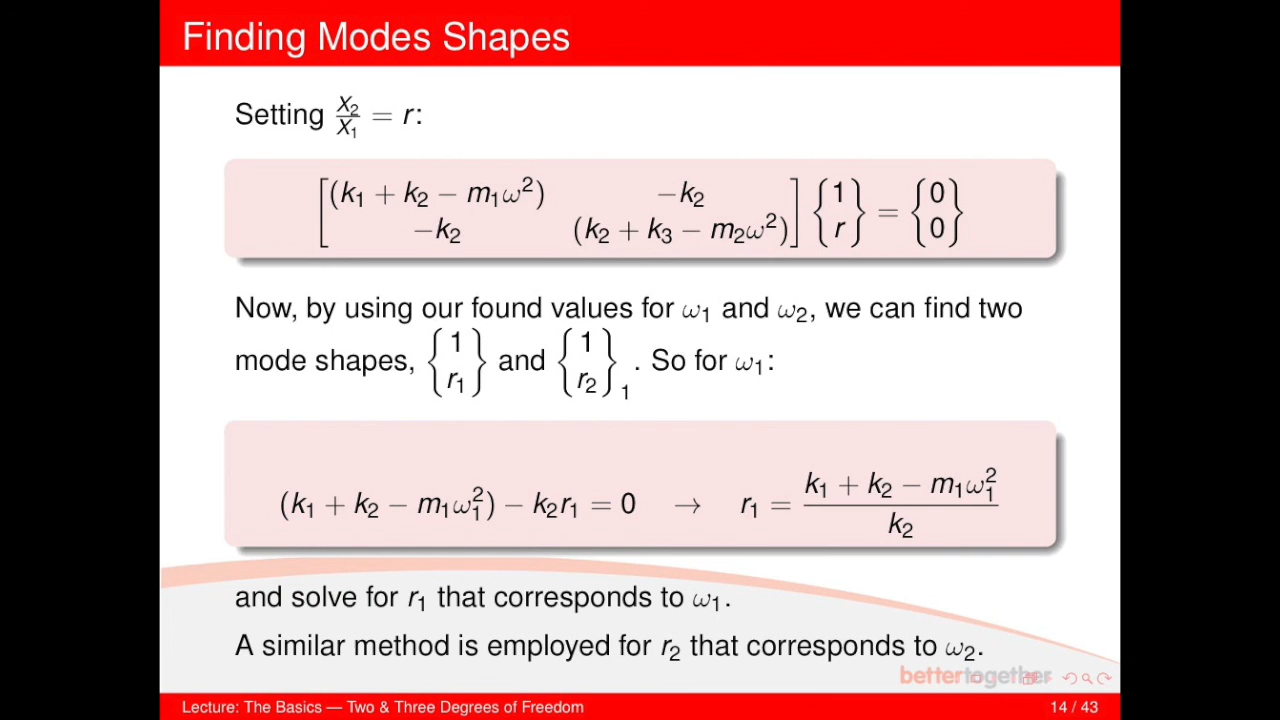 Finding Modes Shapes
Setting X₂/X₁ = r:
[(k₁ + k₂ − m₁ω²) −k₂; −k₂ (k₂ + k₃ − m₂ω²)] {1; r} = {0; 0}
Now, by using our found values for ω₁ and ω₂, we can find two
mode shapes, {1; r₁} and {1; r₂}₁. So for ω₁:
(k₁ + k₂ − m₁ω₁²) − k₂r₁ = 0 → r₁ = (k₁ + k₂ − m₁ω₁²)/k₂
and solve for r₁ that corresponds to ω₁.
A similar method is employed for r₂ that corresponds to ω₂.
bettertogether
Lecture: The Basics — Two & Three Degrees of Freedom
14 / 43